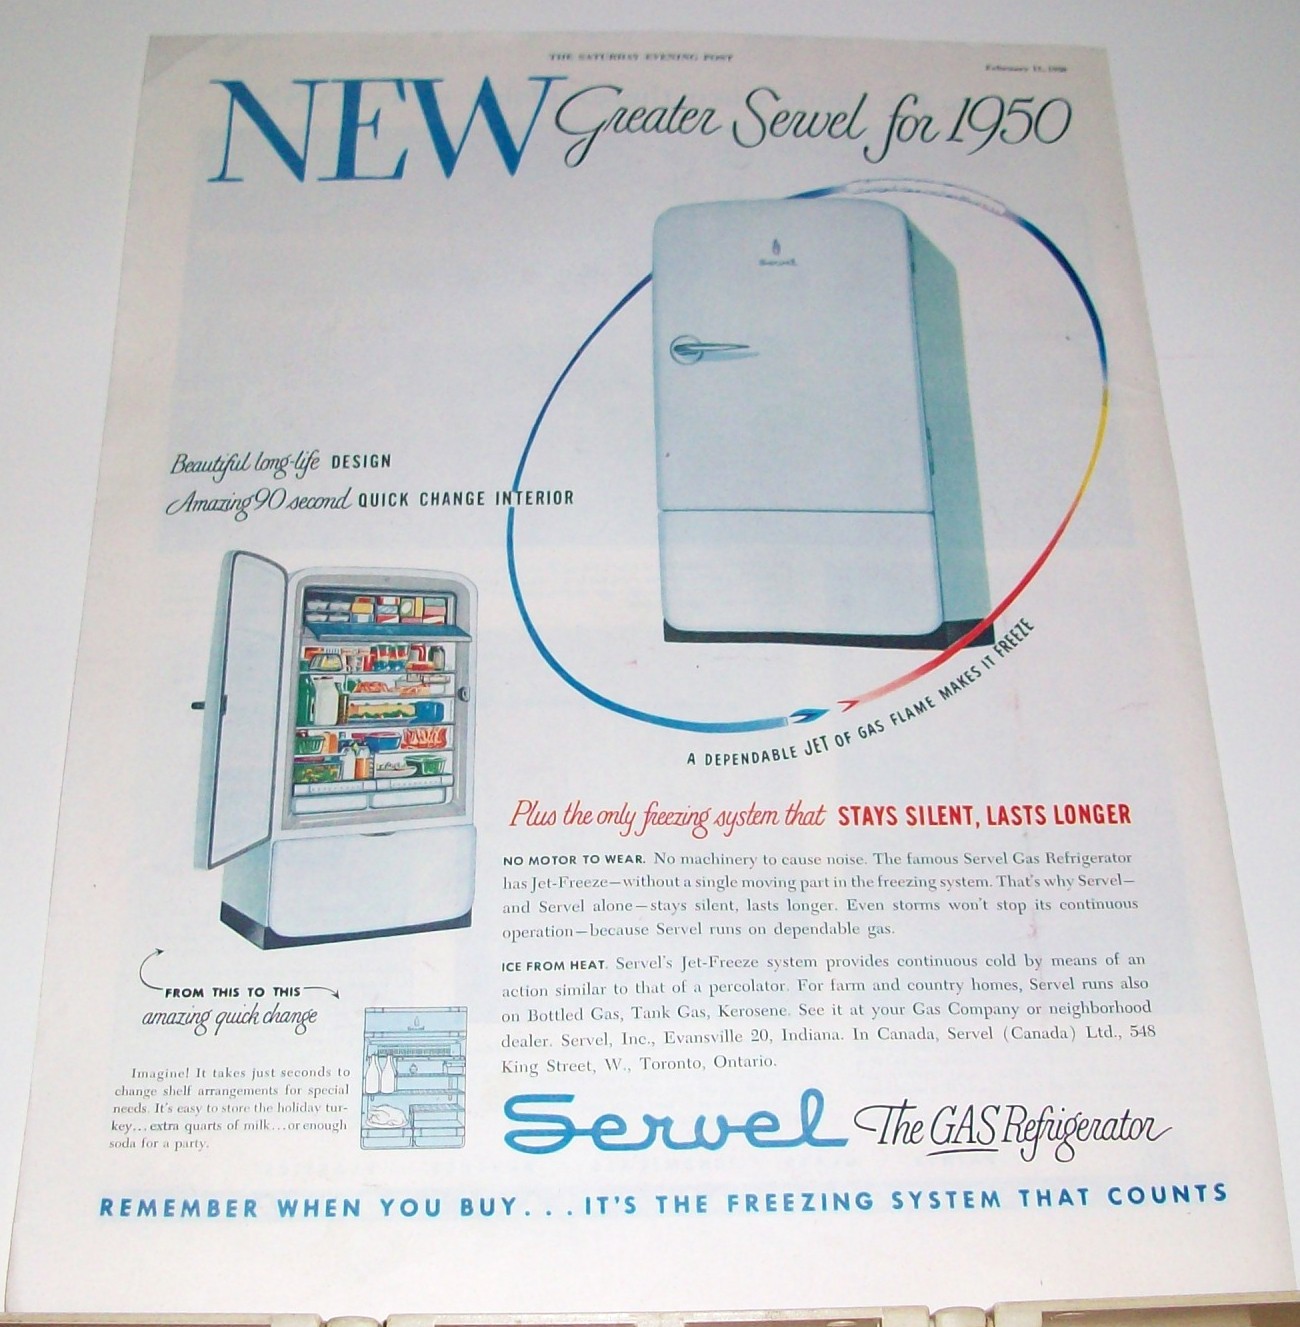 THE SATURDAY EVENING POST
February 11, 1950
NEW Greater Servel for 1950
Servel
Beautiful long-life DESIGN
Amazing 90 second QUICK CHANGE INTERIOR
A DEPENDABLE JET OF GAS FLAME MAKES IT FREEZE
Plus the only freezing system that STAYS SILENT, LASTS LONGER
NO MOTOR TO WEAR. No machinery to cause noise. The famous Servel Gas Refrigerator
has Jet-Freeze—without a single moving part in the freezing system. That's why Servel—
and Servel alone—stays silent, lasts longer. Even storms won't stop its continuous
operation—because Servel runs on dependable gas.
ICE FROM HEAT. Servel's Jet-Freeze system provides continuous cold by means of an
action similar to that of a percolator. For farm and country homes, Servel runs also
on Bottled Gas, Tank Gas, Kerosene. See it at your Gas Company or neighborhood
dealer. Servel, Inc., Evansville 20, Indiana. In Canada, Servel (Canada) Ltd., 548
King Street, W., Toronto, Ontario.
FROM THIS TO THIS
amazing quick change
Imagine! It takes just seconds to
change shelf arrangements for special
needs. It's easy to store the holiday tur-
key... extra quarts of milk...or enough
soda for a party.
Servel The GAS Refrigerator
REMEMBER WHEN YOU BUY...IT'S THE FREEZING SYSTEM THAT COUNTS